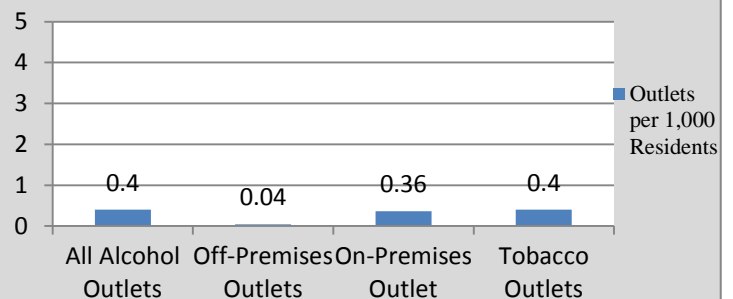 5
4
3
2
1
0
0.4
0.04
0.36
0.4
All Alcohol Outlets
Off-Premises Outlets
On-Premises Outlet
Tobacco Outlets
Outlets
per 1,000
Residents